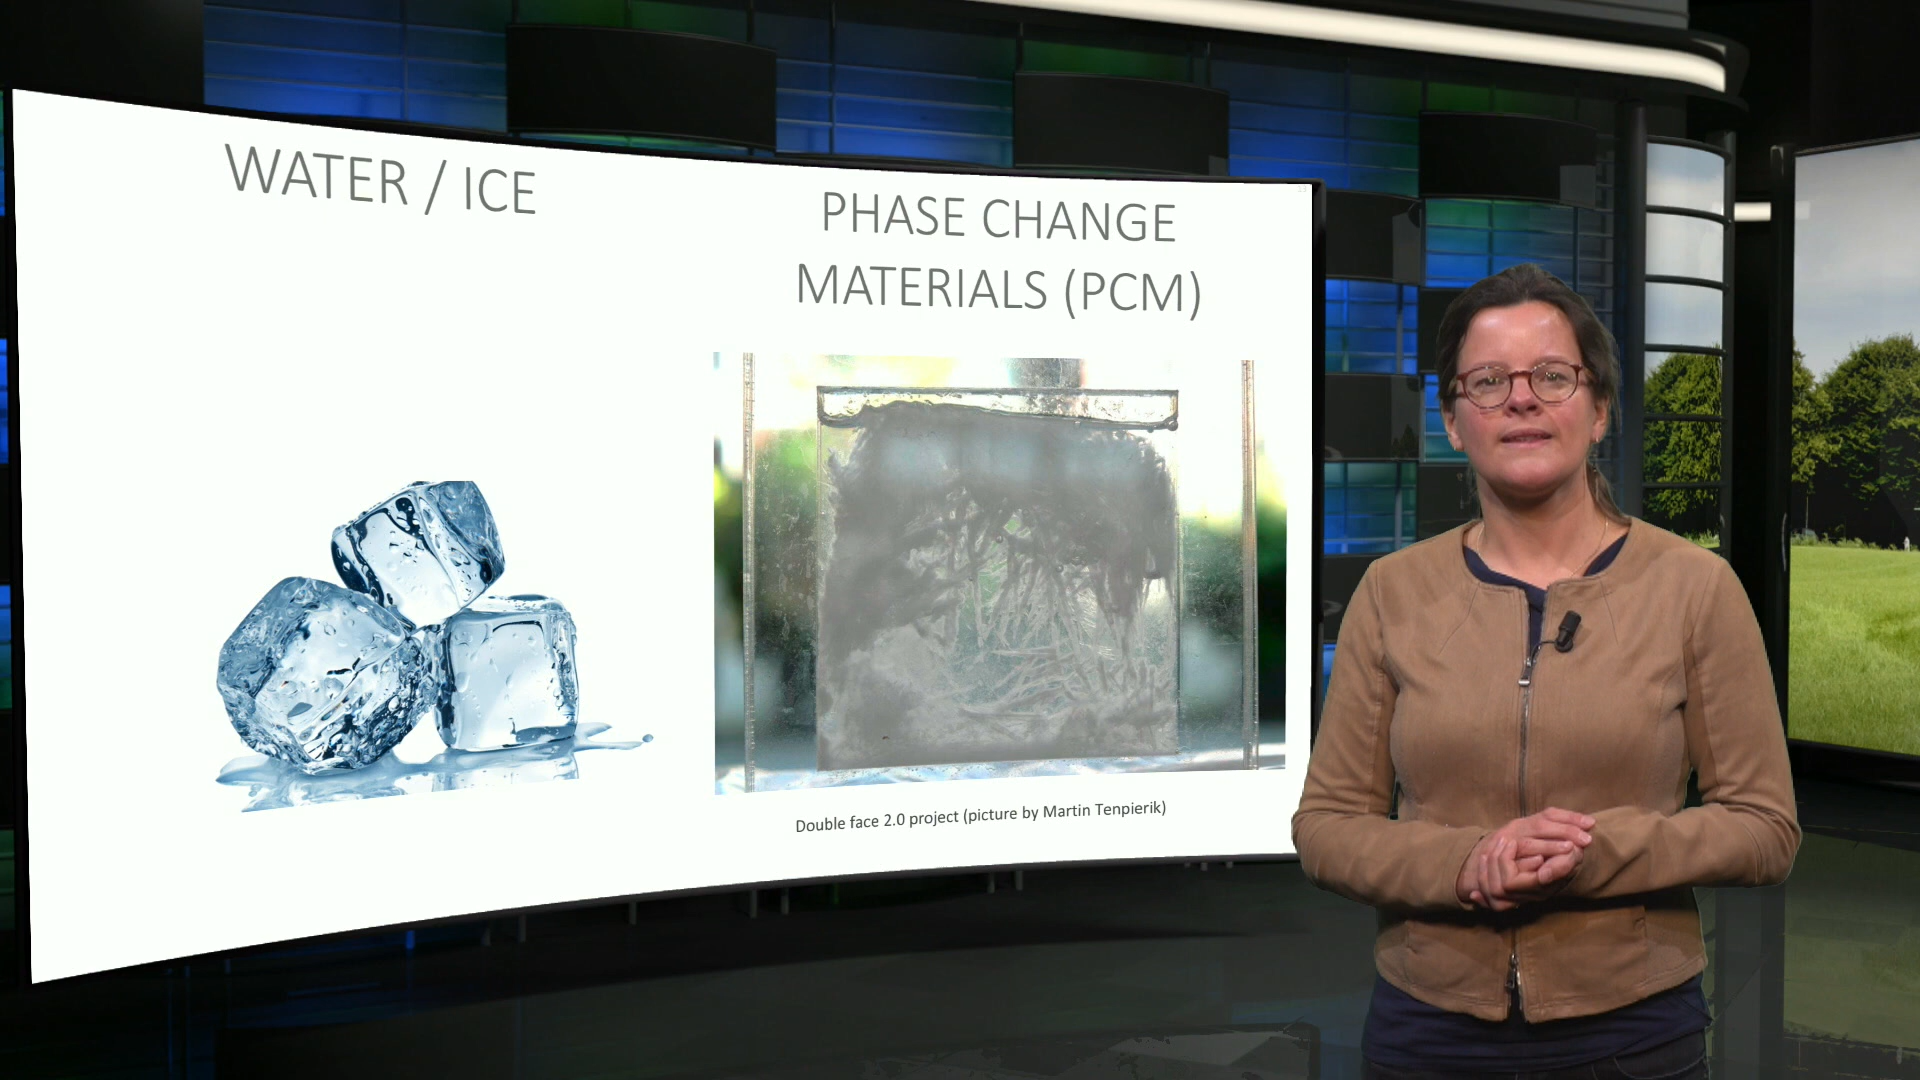 WATER / ICE
PHASE CHANGE
MATERIALS (PCM)
Double face 2.0 project (picture by Martin Tenpierik)